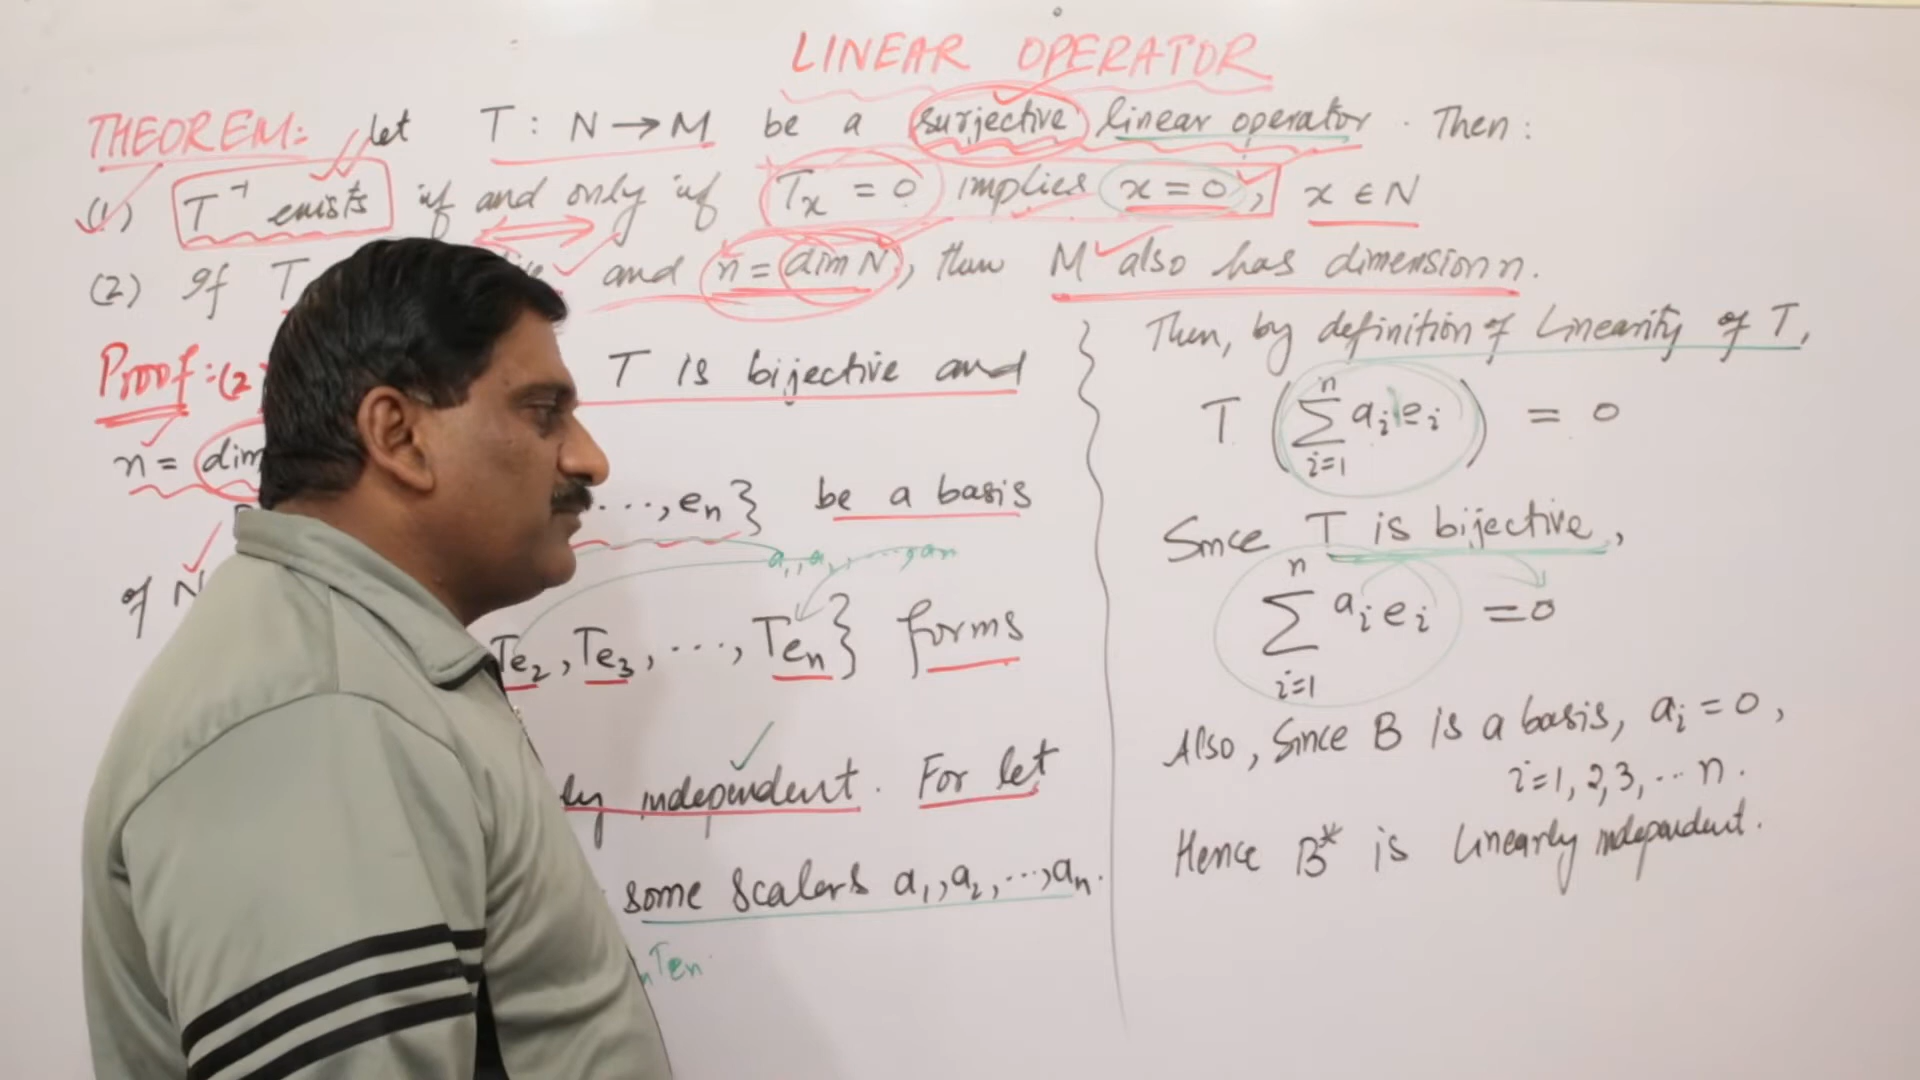 LINEAR OPERATOR
THEOREM: let T : N → M be a surjective linear operator. Then :
(1) T⁻¹ exists if and only if Tx = 0 implies x = 0, x ∈ N
(2) If T and n = dim N, then M also has dimension n.
Proof:(2) T is bijective and
n = dim
..., en} be a basis
a1, a2, ..., an
of N
Te2, Te3, ..., Ten} forms
ly independent. For let
some scalars a1, a2, ..., an.
Ten.
Then, by definition of Linearity of T,
T (∑ i=1 n ai ei) = 0
Since T is bijective,
∑ i=1 n ai ei = 0
Also, Since B is a basis, ai = 0,
i=1, 2, 3, ... n.
Hence B* is linearly independent.